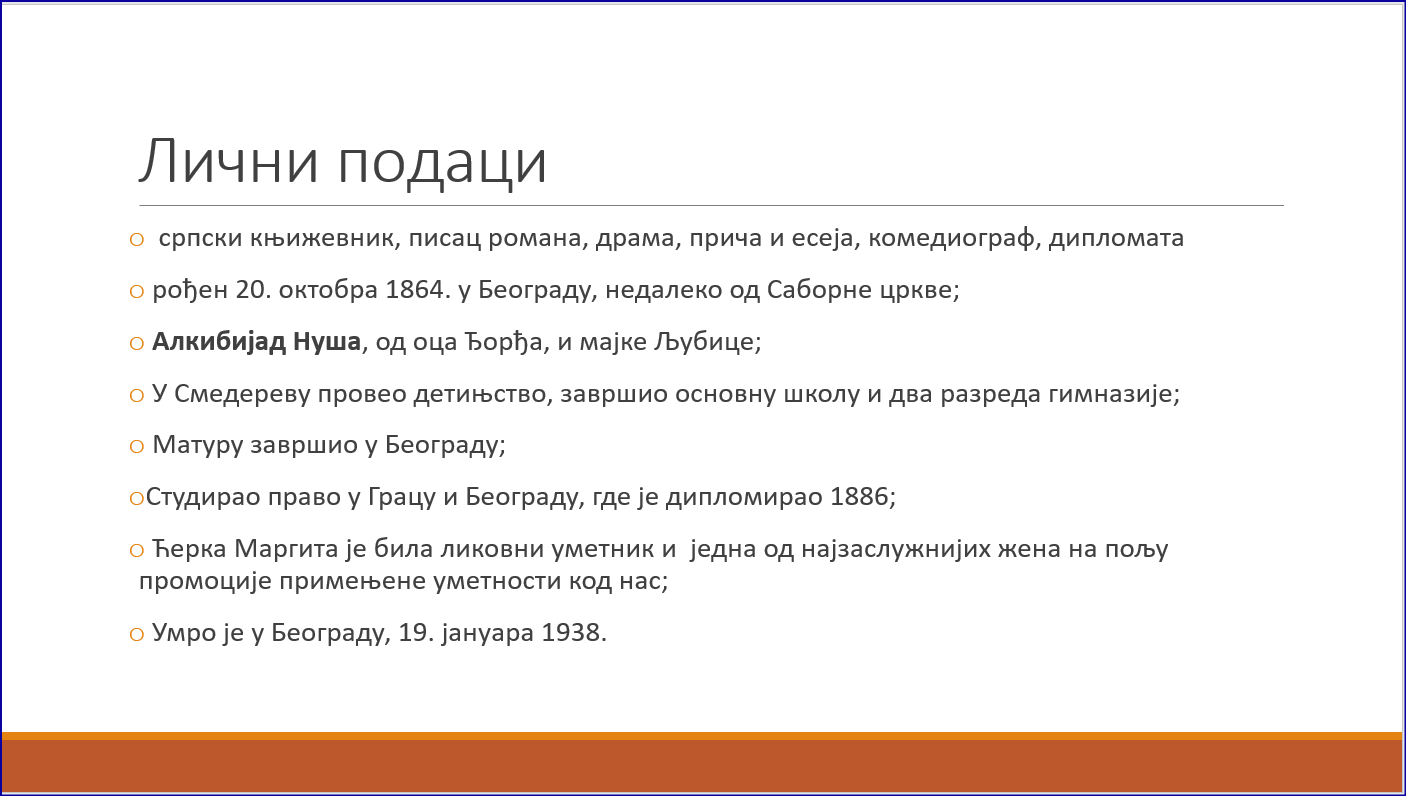 Лични подаци
o српски књижевник, писац романа, драма, прича и есеја, комедиограф, дипломата
o рођен 20. октобра 1864. у Београду, недалеко од Саборне цркве;
o Алкибијад Нуша, од оца Ђорђа, и мајке Љубице;
o У Смедереву провео детињство, завршио основну школу и два разреда гимназије;
o Матуру завршио у Београду;
oСтудирао право у Грацу и Београду, где је дипломирао 1886;
o Ћерка Маргита је била ликовни уметник и  једна од најзаслужнијих жена на пољу
промоције примењене уметности код нас;
o Умро је у Београду, 19. јануара 1938.